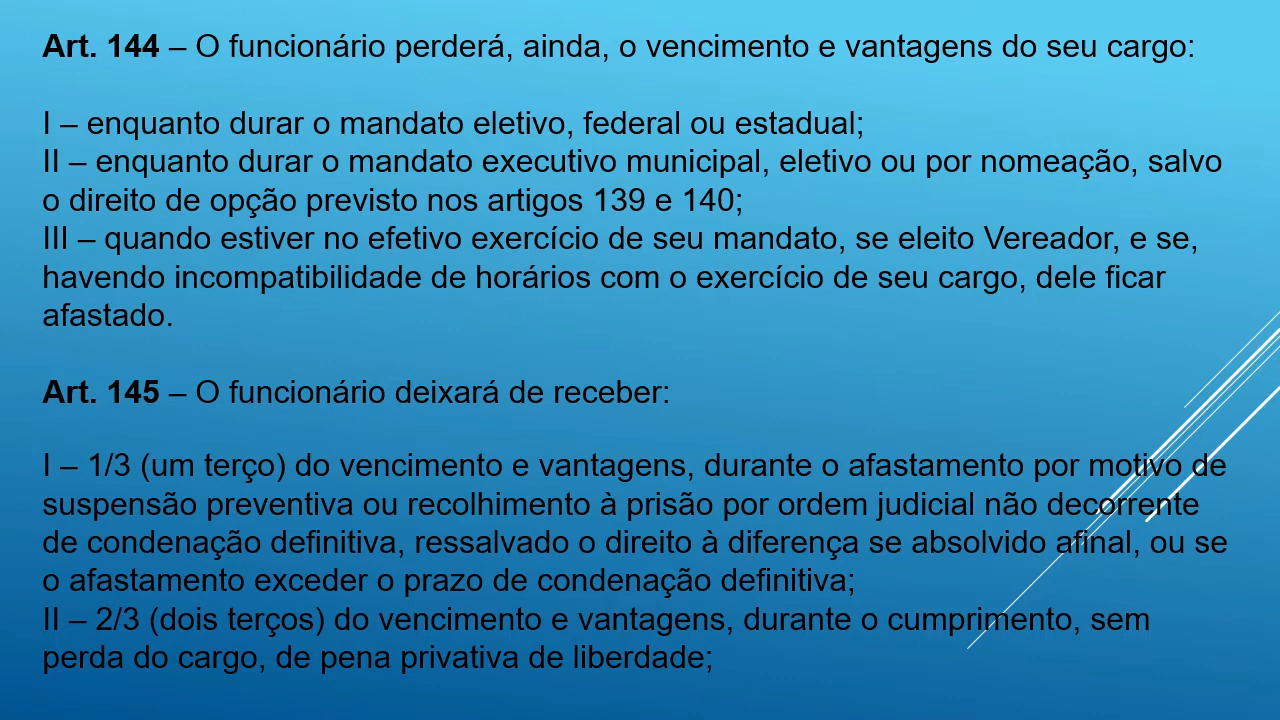 Art. 144 – O funcionário perderá, ainda, o vencimento e vantagens do seu cargo:
I – enquanto durar o mandato eletivo, federal ou estadual;
II – enquanto durar o mandato executivo municipal, eletivo ou por nomeação, salvo
o direito de opção previsto nos artigos 139 e 140;
III – quando estiver no efetivo exercício de seu mandato, se eleito Vereador, e se,
havendo incompatibilidade de horários com o exercício de seu cargo, dele ficar
afastado.
Art. 145 – O funcionário deixará de receber:
I – 1/3 (um terço) do vencimento e vantagens, durante o afastamento por motivo de
suspensão preventiva ou recolhimento à prisão por ordem judicial não decorrente
de condenação definitiva, ressalvado o direito à diferença se absolvido afinal, ou se
o afastamento exceder o prazo de condenação definitiva;
II – 2/3 (dois terços) do vencimento e vantagens, durante o cumprimento, sem
perda do cargo, de pena privativa de liberdade;